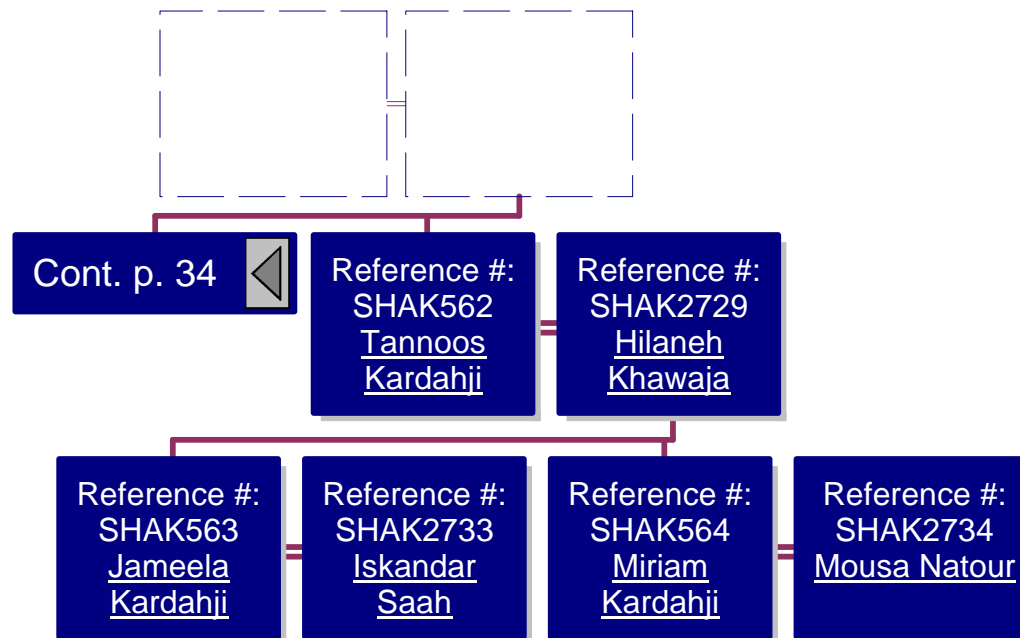 Cont. p. 34
Reference #:
SHAK562
Tannoos
Kardahji
Reference #:
SHAK2729
Hilaneh
Khawaja
Reference #:
SHAK563
Jameela
Kardahji
Reference #:
SHAK2733
Iskandar
Saah
Reference #:
SHAK564
Miriam
Kardahji
Reference #:
SHAK2734
Mousa Natour